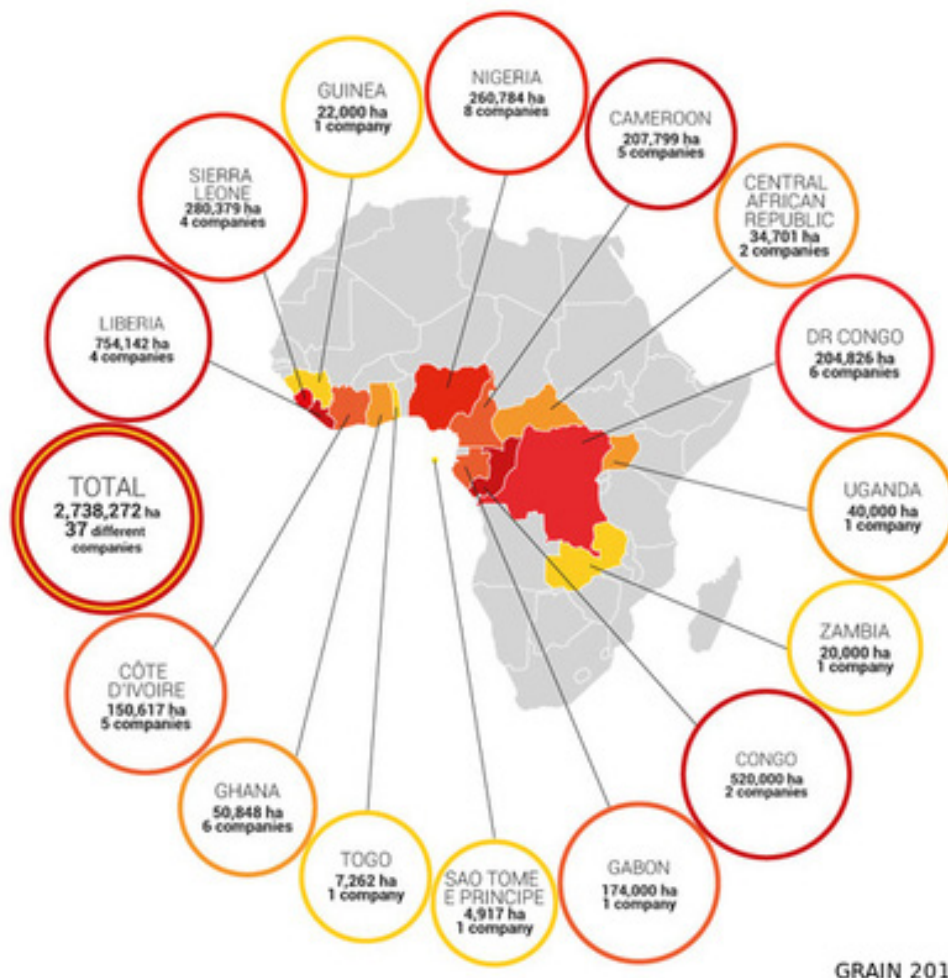 GUINEA
22,000 ha
1 company
NIGERIA
260,784 ha
8 companies
CAMEROON
207,799 ha
5 companies
SIERRA
LEONE
280,379 ha
4 companies
CENTRAL
AFRICAN
REPUBLIC
34,701 ha
2 companies
LIBERIA
754,142 ha
4 companies
DR CONGO
204,826 ha
6 companies
TOTAL
2,738,272 ha
37 different
companies
UGANDA
40,000 ha
1 company
ZAMBIA
20,000 ha
1 company
CÔTE
D'IVOIRE
150,617 ha
5 companies
CONGO
520,000 ha
2 companies
GHANA
50,848 ha
6 companies
TOGO
7,262 ha
1 company
SAO TOME
E PRINCIPE
4,917 ha
1 company
GABON
174,000 ha
1 company
GRAIN 201